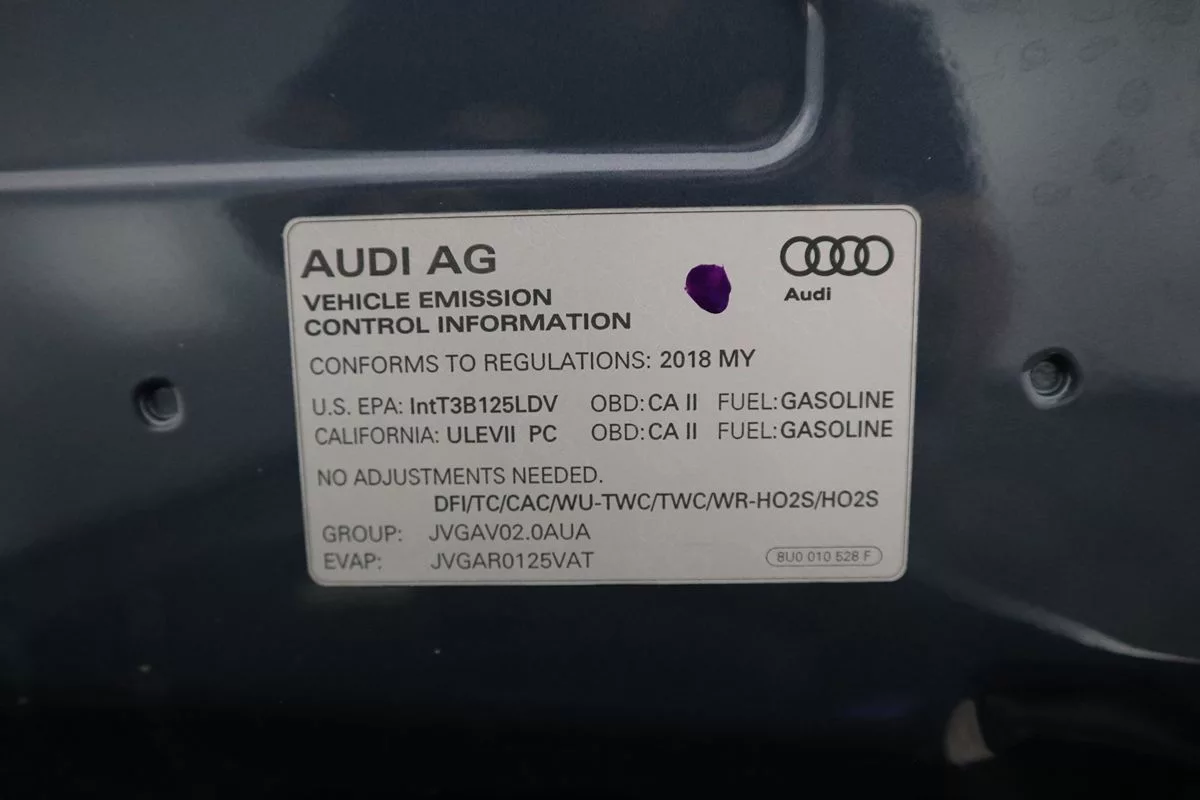 AUDI AG
Audi
VEHICLE EMISSION
CONTROL INFORMATION
CONFORMS TO REGULATIONS: 2018 MY
U.S. EPA: IntT3B125LDV OBD: CA II FUEL: GASOLINE
CALIFORNIA: ULEVII PC OBD: CA II FUEL: GASOLINE
NO ADJUSTMENTS NEEDED.
DFI/TC/CAC/WU-TWC/TWC/WR-HO2S/HO2S
GROUP: JVGAV02.0AUA
EVAP: JVGAR0125VAT
8U0 010 528 F